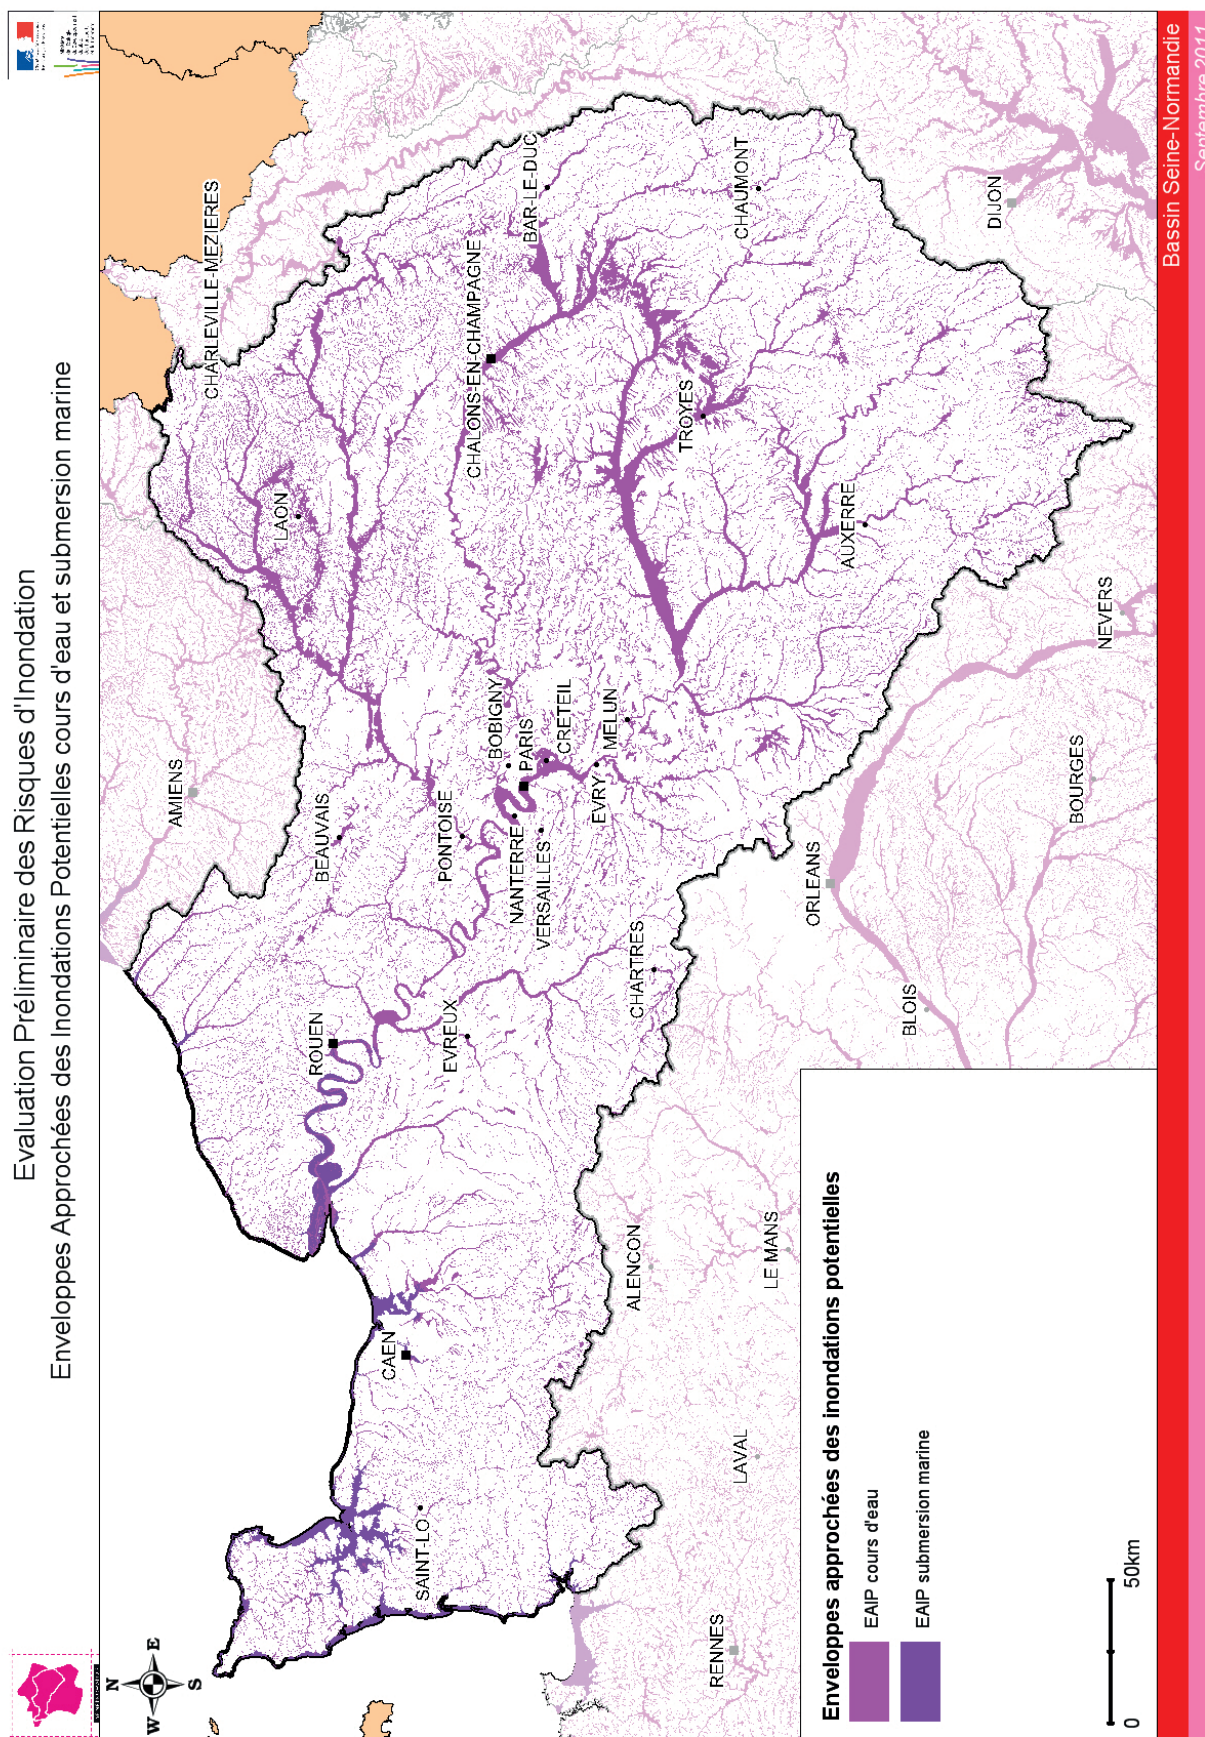 Evaluation Préliminaire des Risques d'Inondation
Enveloppes Approchées des Inondations Potentielles cours d'eau et submersion marine
N
W E
S
CHARLEVILLE-MEZIERES
AMIENS
LAON
BEAUVAIS
ROUEN
BAR-LE-DUC
CHALONS-EN-CHAMPAGNE
PONTOISE
BOBIGNY
PARIS
CRETEIL
NANTERRE
VERSAILLES
EVRY
MELUN
EVREUX
CAEN
SAINT-LO
CHAUMONT
TROYES
CHARTRES
AUXERRE
ALENCON
DIJON
ORLEANS
LE MANS
LAVAL
RENNES
BLOIS
BOURGES
NEVERS
Enveloppes approchées des inondations potentielles
EAIP cours d'eau
EAIP submersion marine
0 50km
Bassin Seine-Normandie
Septembre 2011